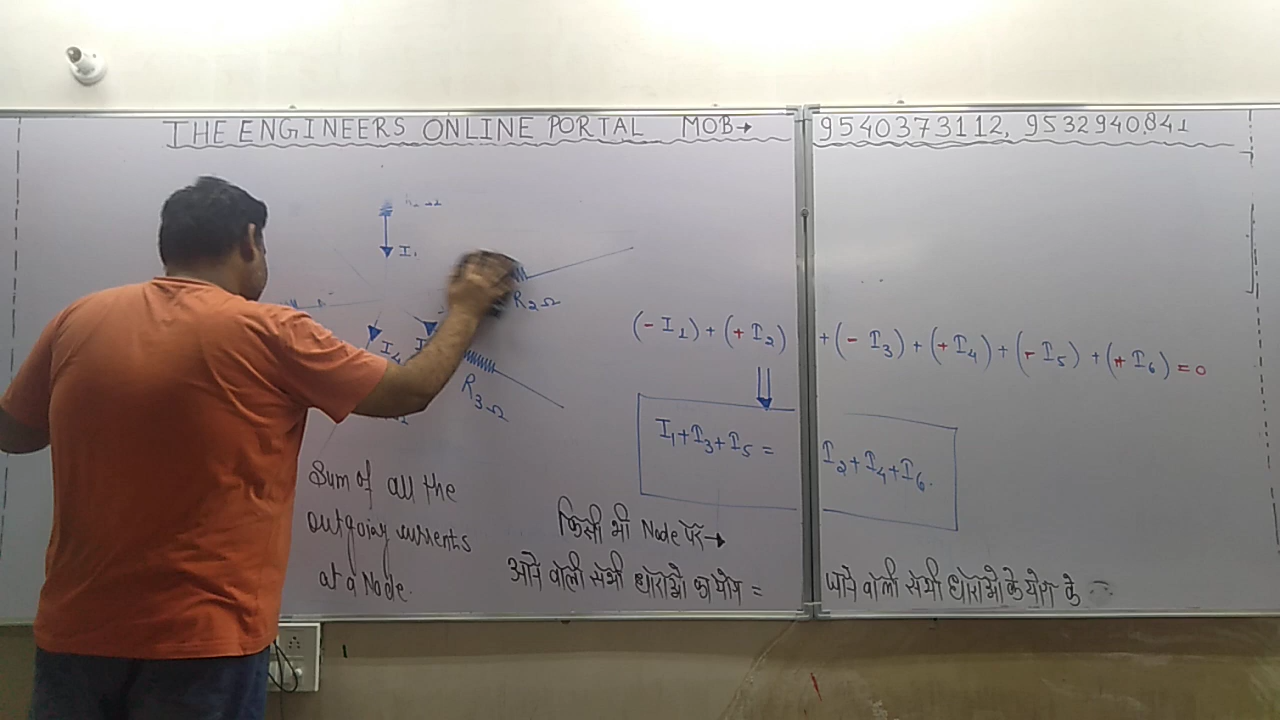 THE ENGINEERS ONLINE PORTAL MOB→ 9540373112, 9532940841
I₁
R₂Ω
I₄
R₃Ω
(- I₁) + (+ I₂) + (- I₃) + (+ I₄) + (- I₅) + (+ I₆) = 0
I₁+I₃+I₅ = I₂+I₄+I₆.
Sum of all the
outgoing currents
at a Node.
किसी भी Node पर→
आने वाली सभी धाराओ का योग = जाने वाली सभी धाराओ के योग के